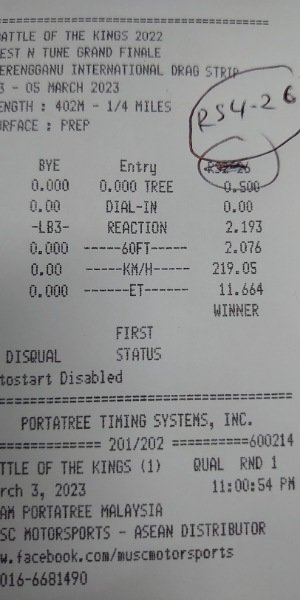 =====================================
ATTLE OF THE KINGS 2022
EST N TUNE GRAND FINALE
ERENGGANU INTERNATIONAL DRAG STRIP
3 - 05 MARCH 2023
ENGTH : 402M - 1/4 MILES
URFACE : PREP
RS4-26
BYE Entry
0.000 0.000 TREE 0.500
0.00 DIAL-IN 0.00
-LB3- REACTION 2.193
0.000 -----60FT----- 2.076
0.00 -----KM/H----- 219.05
0.000 ------ET------ 11.664
WINNER
FIRST
DISQUAL STATUS
tostart Disabled
=====================================
PORTATREE TIMING SYSTEMS, INC.
============ 201/202 ==========600214
TTLE OF THE KINGS (1) QUAL RND 1
rch 3, 2023 11:00:54 PM
AM PORTATREE MALAYSIA
SC MOTORSPORTS - ASEAN DISTRIBUTOR
w.facebook.com/muscmotorsports
016-6681490